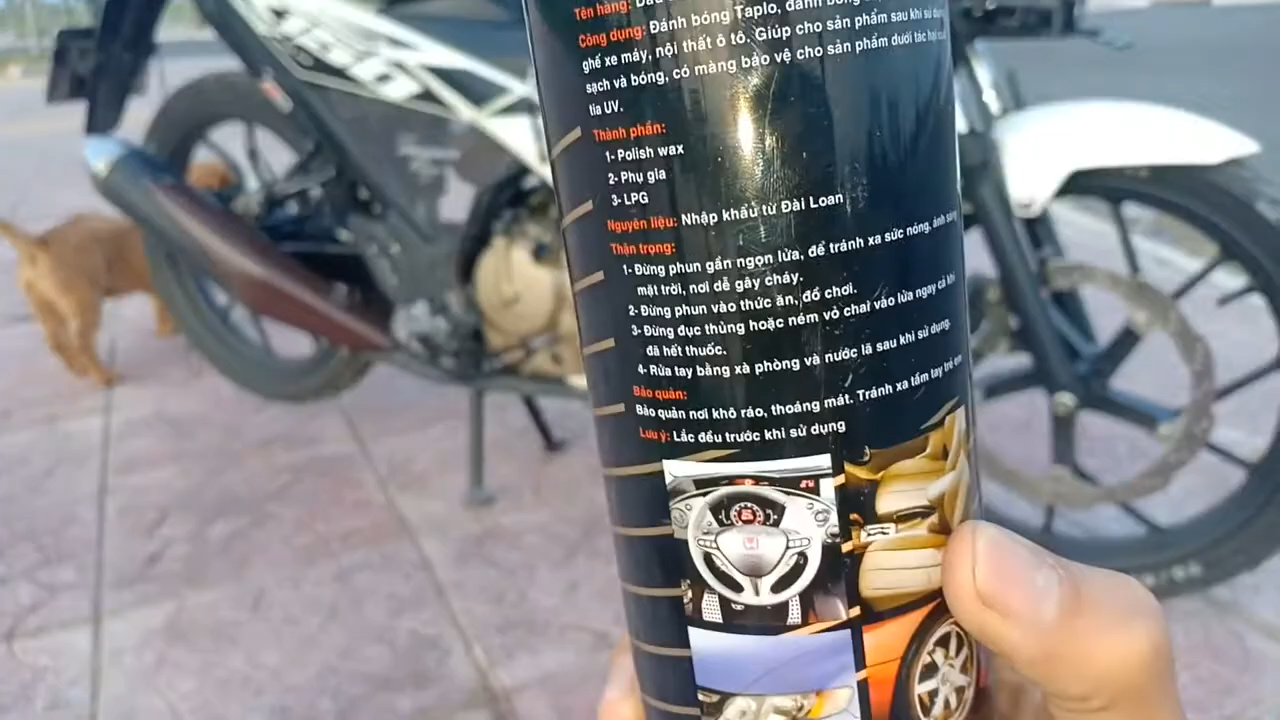 Tên hàng:
Công dụng: Đánh bóng Taplo, đánh bóng
ghế xe máy, nội thất ô tô. Giúp cho sản phẩm sau khi sử dụng
sạch và bóng, có màng bảo vệ cho sản phẩm dưới tác hại của
tia UV.
Thành phần:
1- Polish wax
2- Phụ gia
3- LPG
Nguyên liệu: Nhập khẩu từ Đài Loan
Thận trọng:
1- Đừng phun gần ngọn lửa, để tránh xa sức nóng, ánh sáng
mặt trời, nơi dễ gây cháy.
2- Đừng phun vào thức ăn, đồ chơi.
3- Đừng đục thủng hoặc ném vỏ chai vào lửa ngay cả khi
đã hết thuốc.
4- Rửa tay bằng xà phòng và nước lã sau khi sử dụng.
Bảo quản:
Bảo quản nơi khô ráo, thoáng mát. Tránh xa tầm tay trẻ em
Lưu ý: Lắc đều trước khi sử dụng